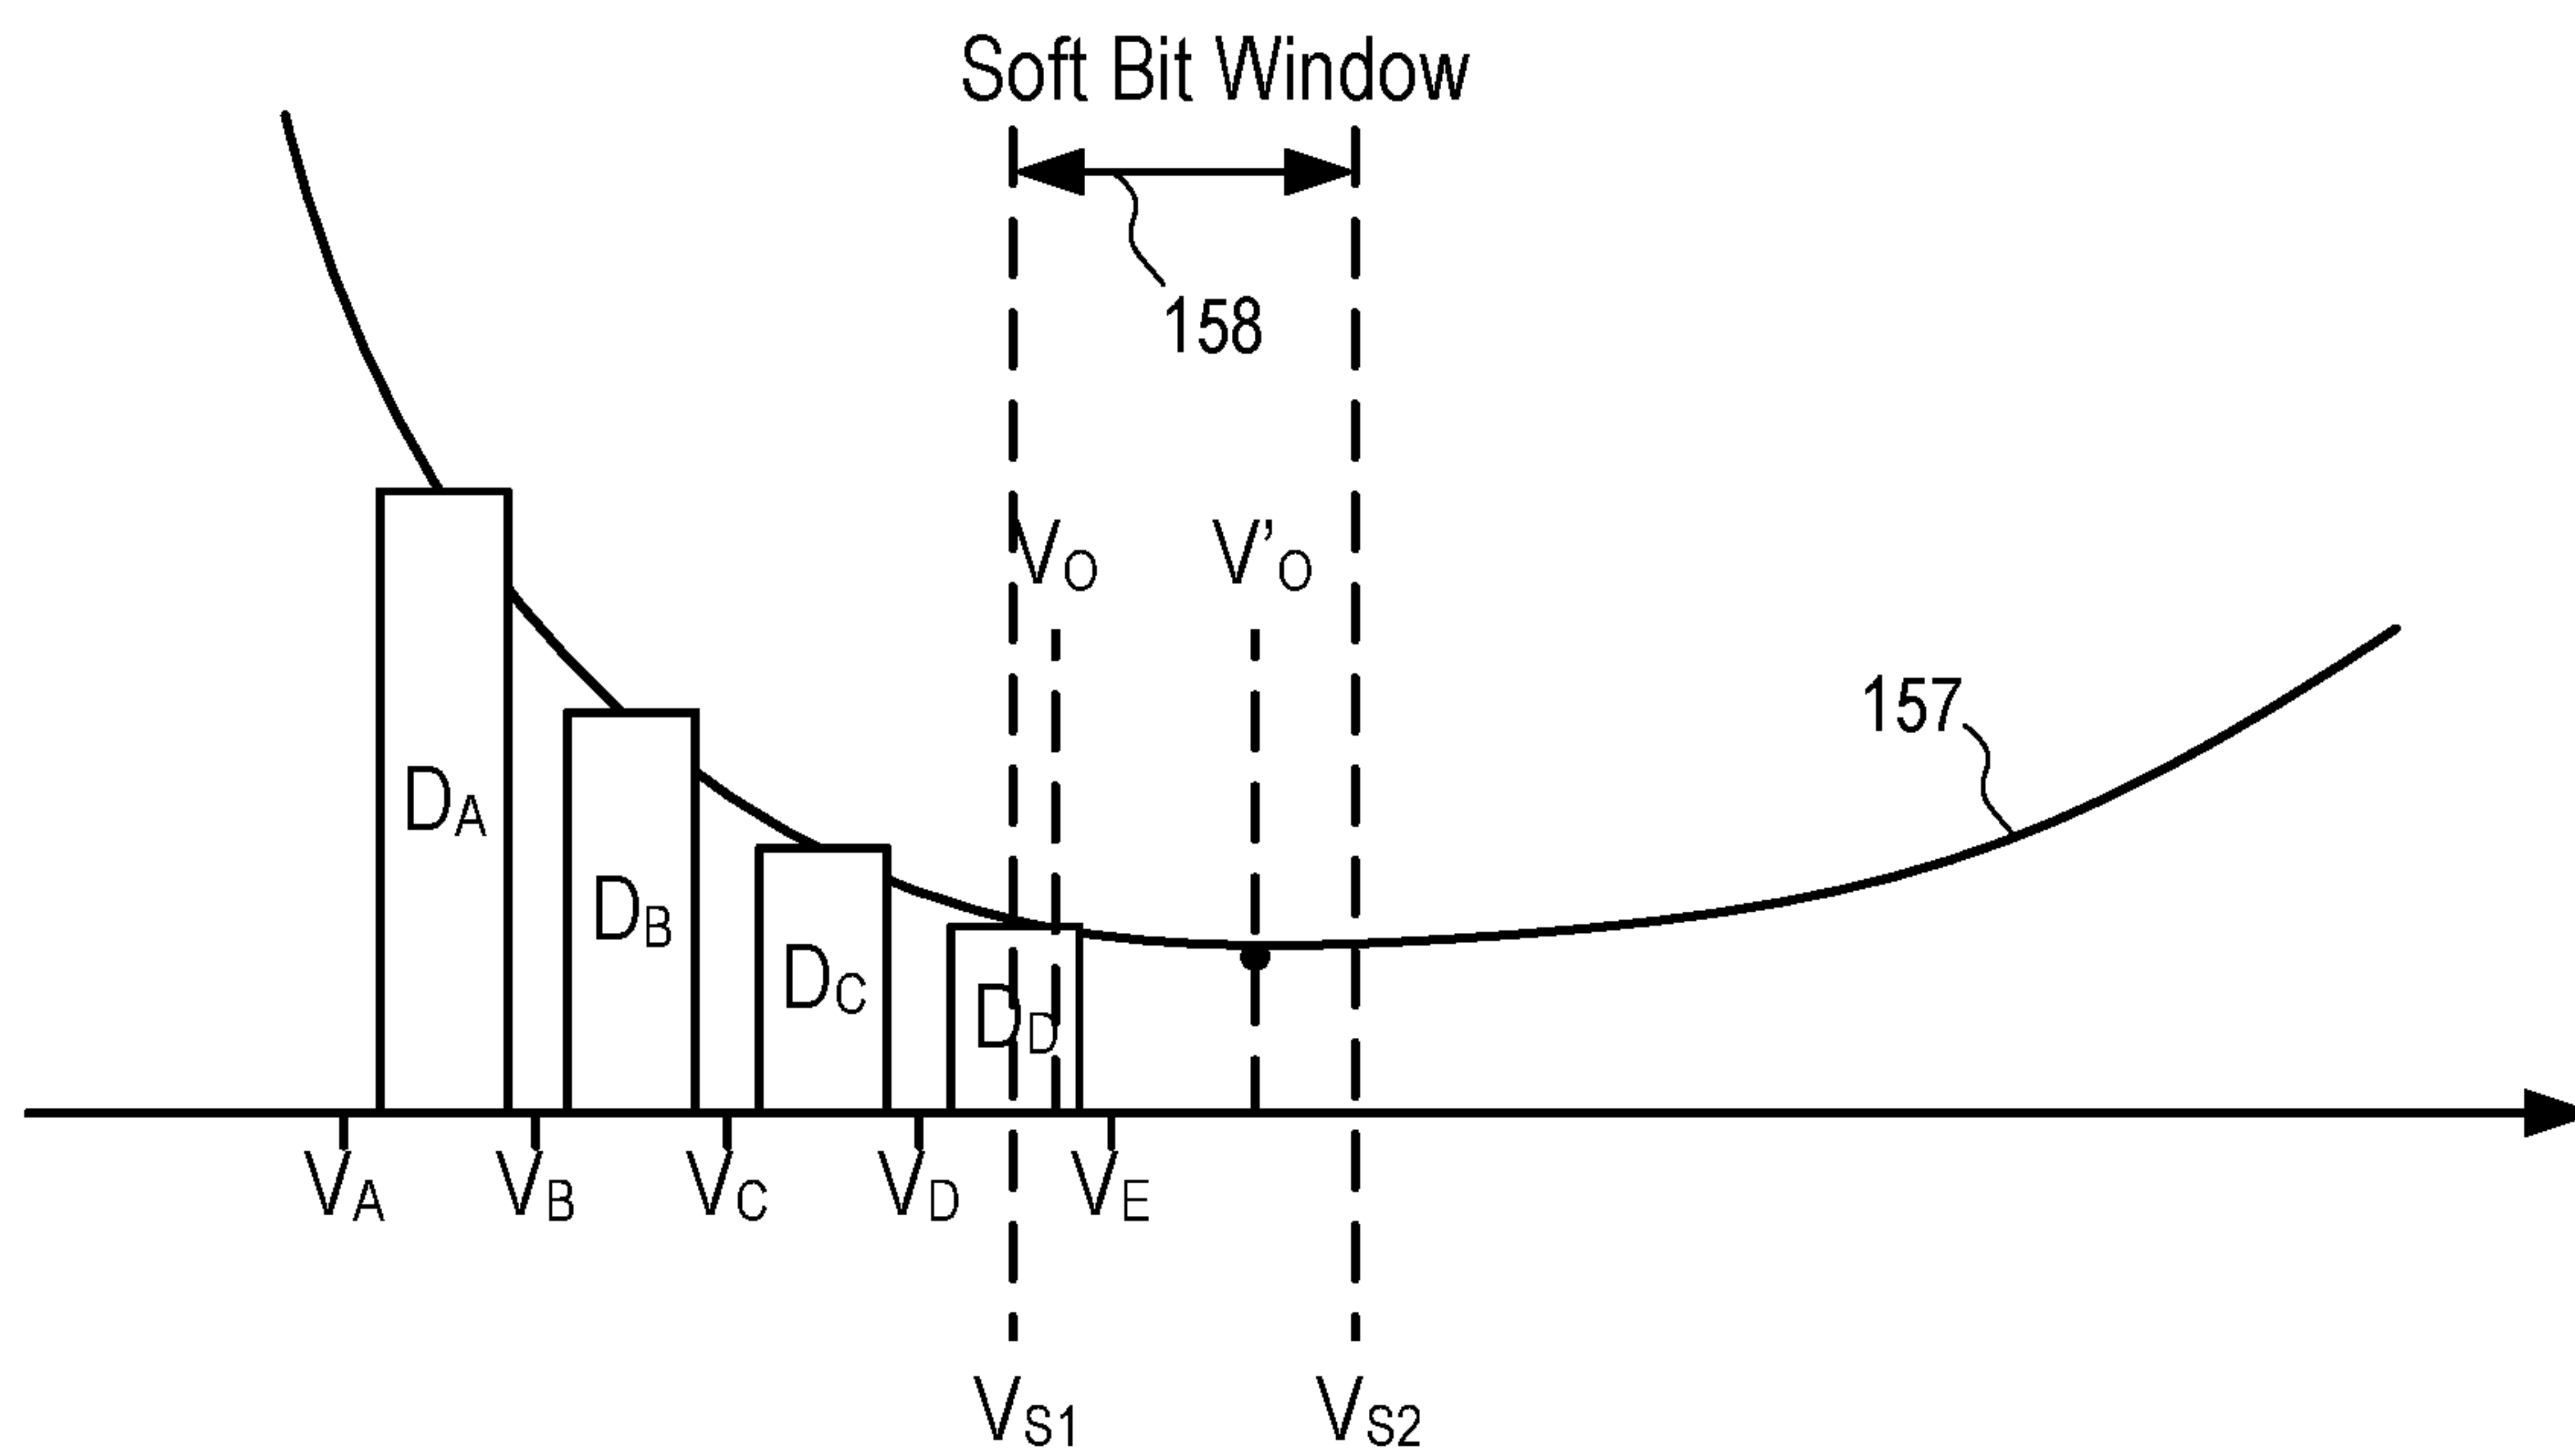 Soft Bit Window
158
VO V’O
157
DA
DB
DC
DD
VA VB VC VD VE
VS1 VS2